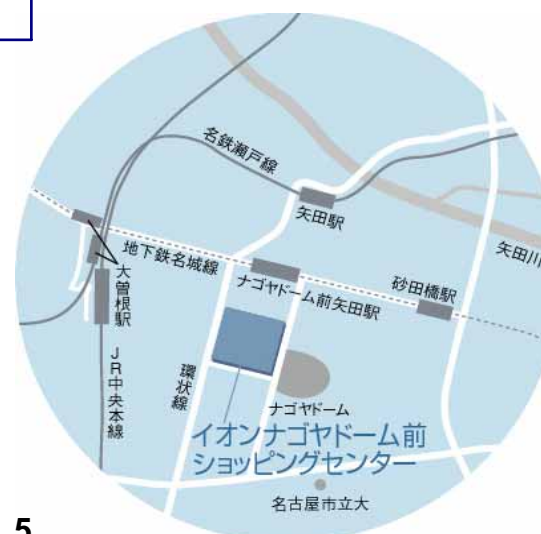 名鉄瀬戸線
矢田駅
矢田川
地下鉄名城線
大曽根駅
ナゴヤドーム前矢田駅
砂田橋駅
JR中央本線
環状線
ナゴヤドーム
イオンナゴヤドーム前
ショッピングセンター
名古屋市立大
5